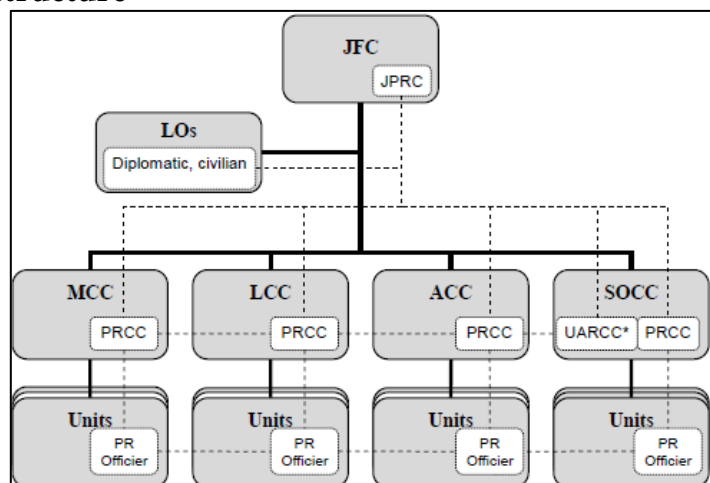 JFC
JPRC
LOs
Diplomatic, civilian
MCC
PRCC
LCC
PRCC
ACC
PRCC
SOCC
UARCC*
PRCC
Units
PR
Officier
Units
PR
Officier
Units
PR
Officier
Units
PR
Officier